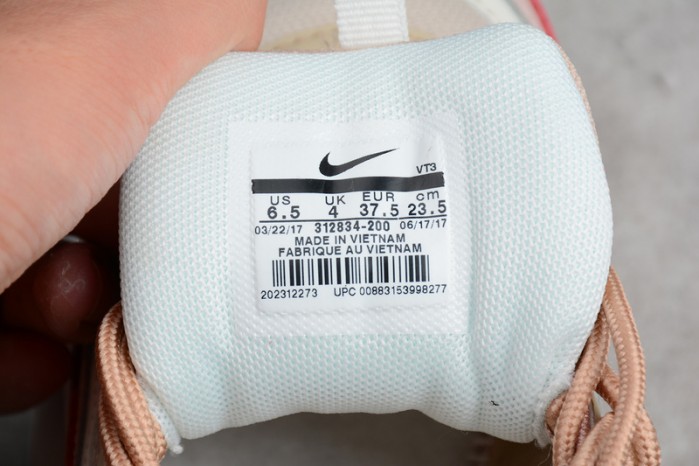 VT3
US UK EUR cm
6.5 4 37.5 23.5
03/22/17 312834-200 06/17/17
MADE IN VIETNAM
FABRIQUE AU VIETNAM
202312273 UPC 00883153998277